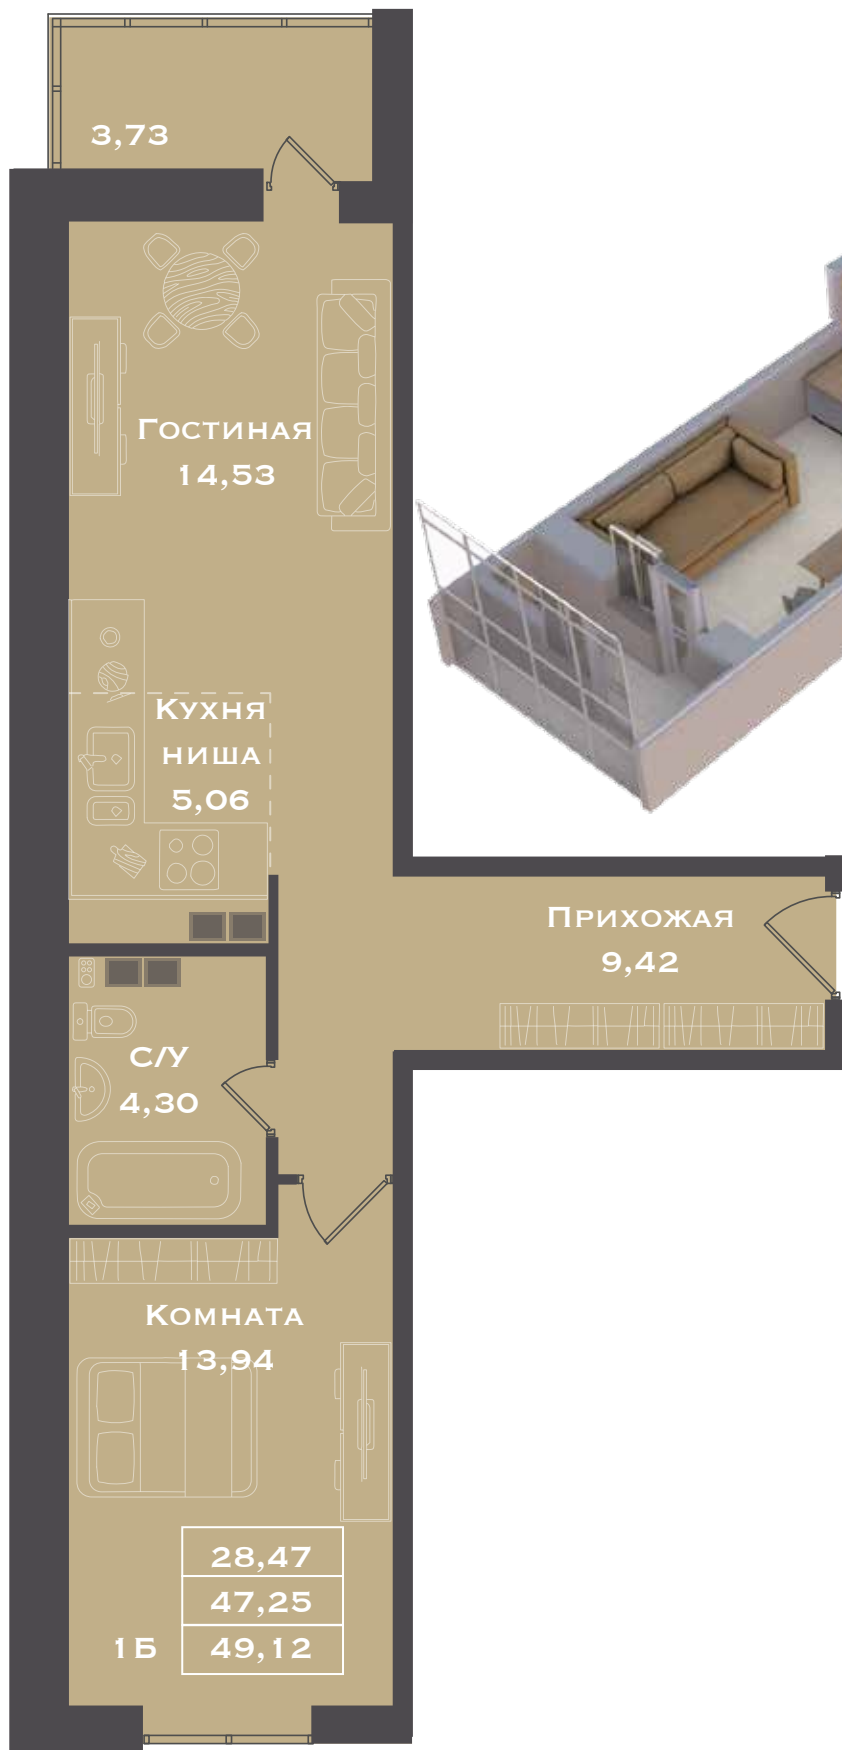 3,73
Гостиная
14,53
Кухня
ниша
5,06
Прихожая
9,42
С/У
4,30
Комната
13,94
28,47
47,25
1Б 49,12